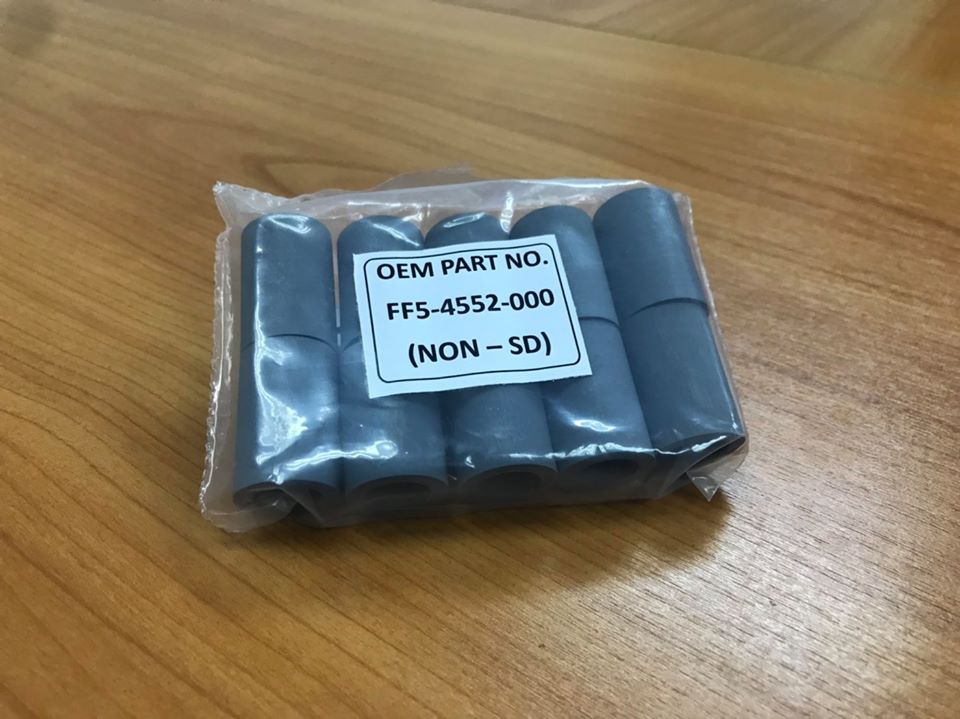 OEM PART NO.
FF5-4552-000
(NON – SD)